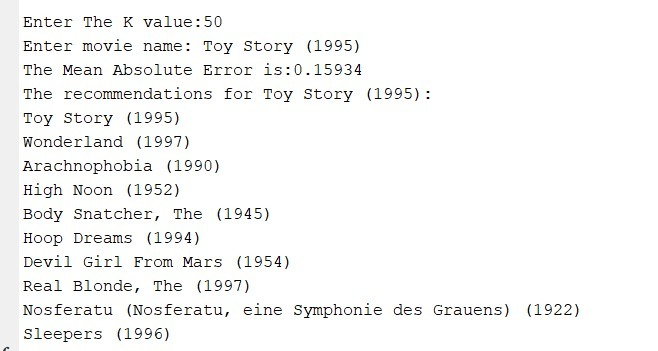 Enter The K value:50
Enter movie name: Toy Story (1995)
The Mean Absolute Error is:0.15934
The recommendations for Toy Story (1995):
Toy Story (1995)
Wonderland (1997)
Arachnophobia (1990)
High Noon (1952)
Body Snatcher, The (1945)
Hoop Dreams (1994)
Devil Girl From Mars (1954)
Real Blonde, The (1997)
Nosferatu (Nosferatu, eine Symphonie des Grauens) (1922)
Sleepers (1996)